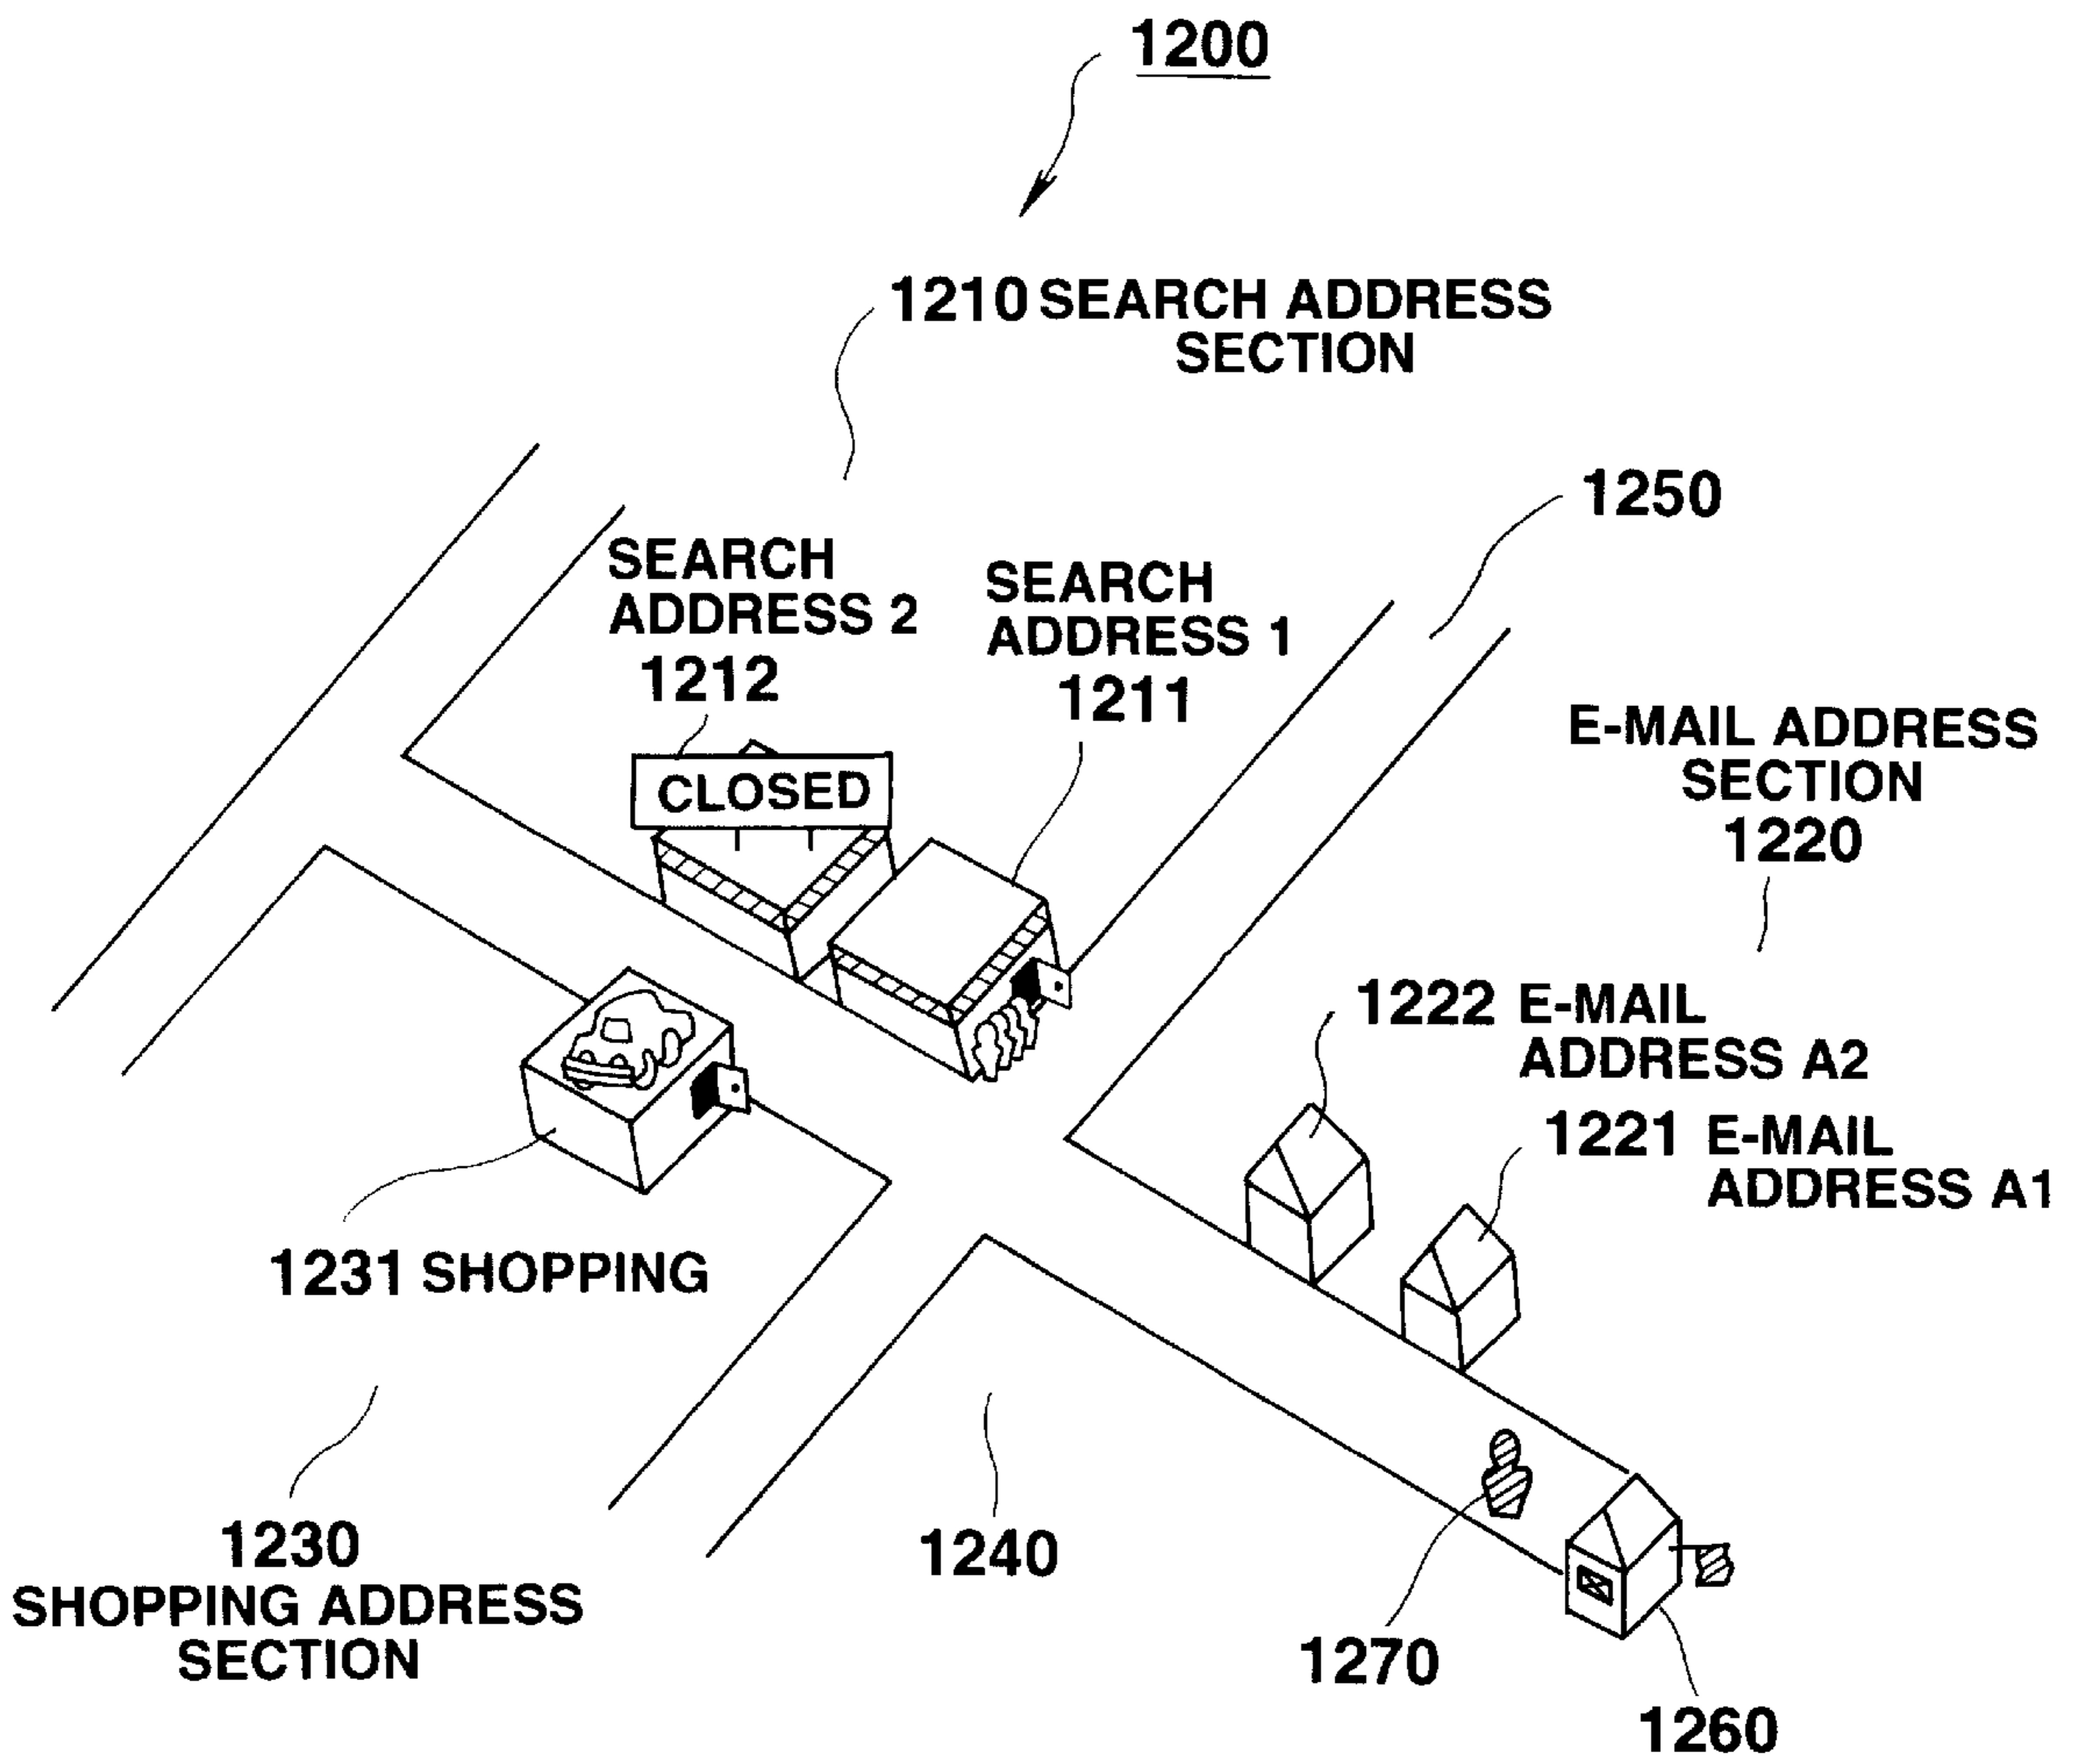 1200
1210 SEARCH ADDRESS
SECTION
1250
SEARCH
ADDRESS 2
1212
SEARCH
ADDRESS 1
1211
E-MAIL ADDRESS
SECTION
1220
CLOSED
1222 E-MAIL
ADDRESS A2
1221 E-MAIL
ADDRESS A1
1231 SHOPPING
1230
SHOPPING ADDRESS
SECTION
1240
1270
1260